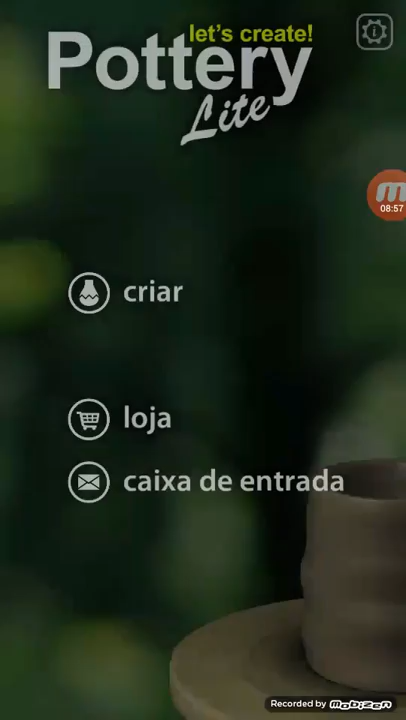 let's create!
Pottery
Lite
08:57
criar
loja
caixa de entrada
Recorded by mobizen